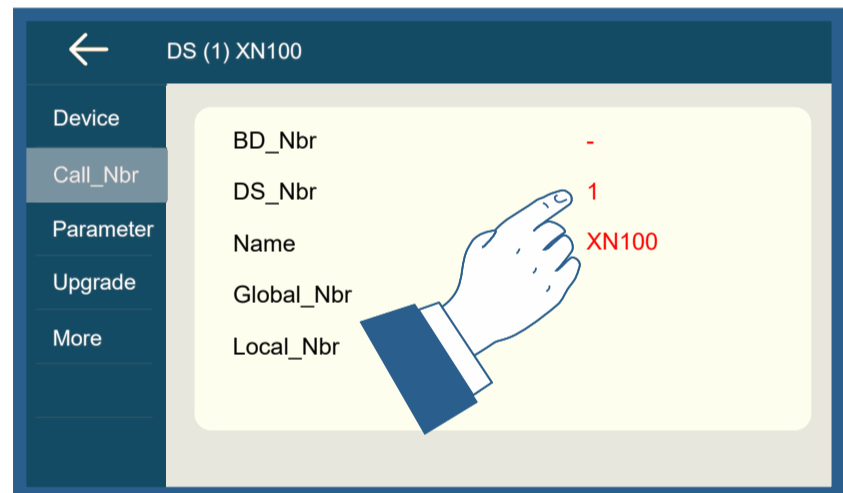 DS (1) XN100
Device
Call_Nbr
Parameter
Upgrade
More
BD_Nbr -
DS_Nbr 1
Name XN100
Global_Nbr
Local_Nbr